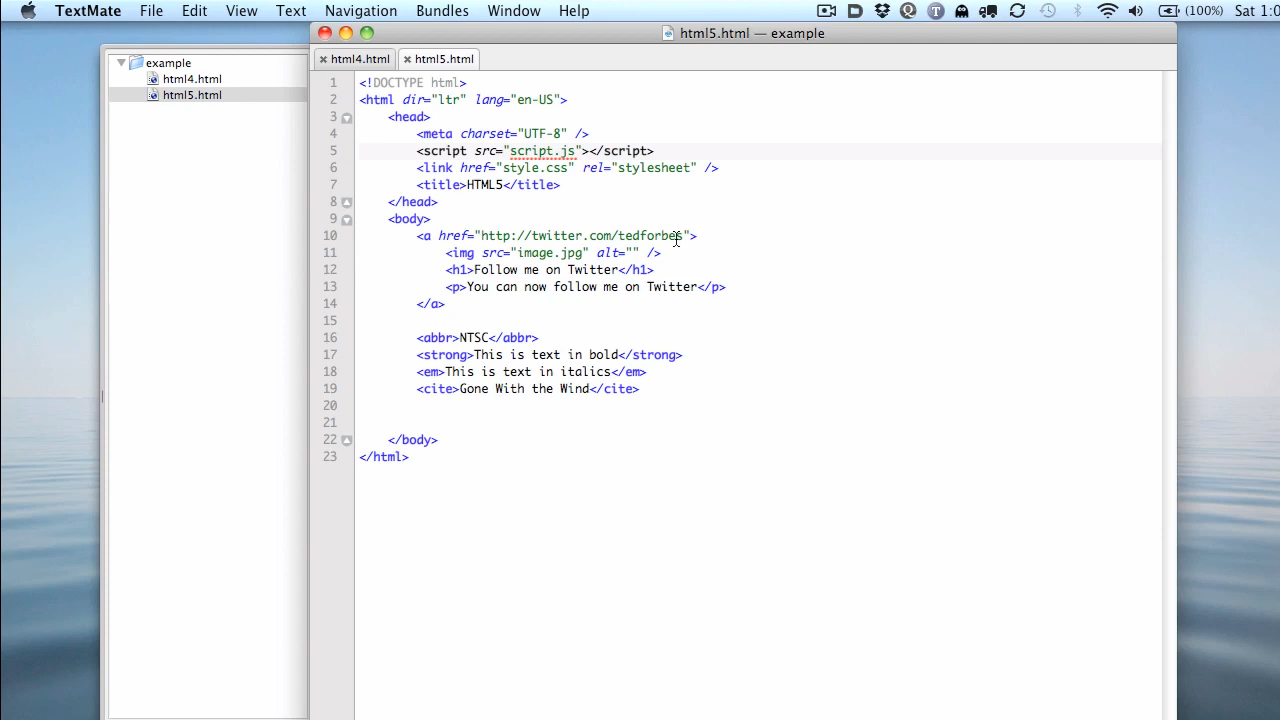 TextMate File Edit View Text Navigation Bundles Window Help (100%) Sat 1:0
html5.html — example
example
html4.html
html5.html
html4.html html5.html
1 <!DOCTYPE html>
2 <html dir="ltr" lang="en-US">
3 <head>
4 <meta charset="UTF-8" />
5 <script src="script.js"></script>
6 <link href="style.css" rel="stylesheet" />
7 <title>HTML5</title>
8 </head>
9 <body>
10 <a href="http://twitter.com/tedforbes">
11 <img src="image.jpg" alt="" />
12 <h1>Follow me on Twitter</h1>
13 <p>You can now follow me on Twitter</p>
14 </a>
15
16 <abbr>NTSC</abbr>
17 <strong>This is text in bold</strong>
18 <em>This is text in italics</em>
19 <cite>Gone With the Wind</cite>
20
21
22 </body>
23 </html>